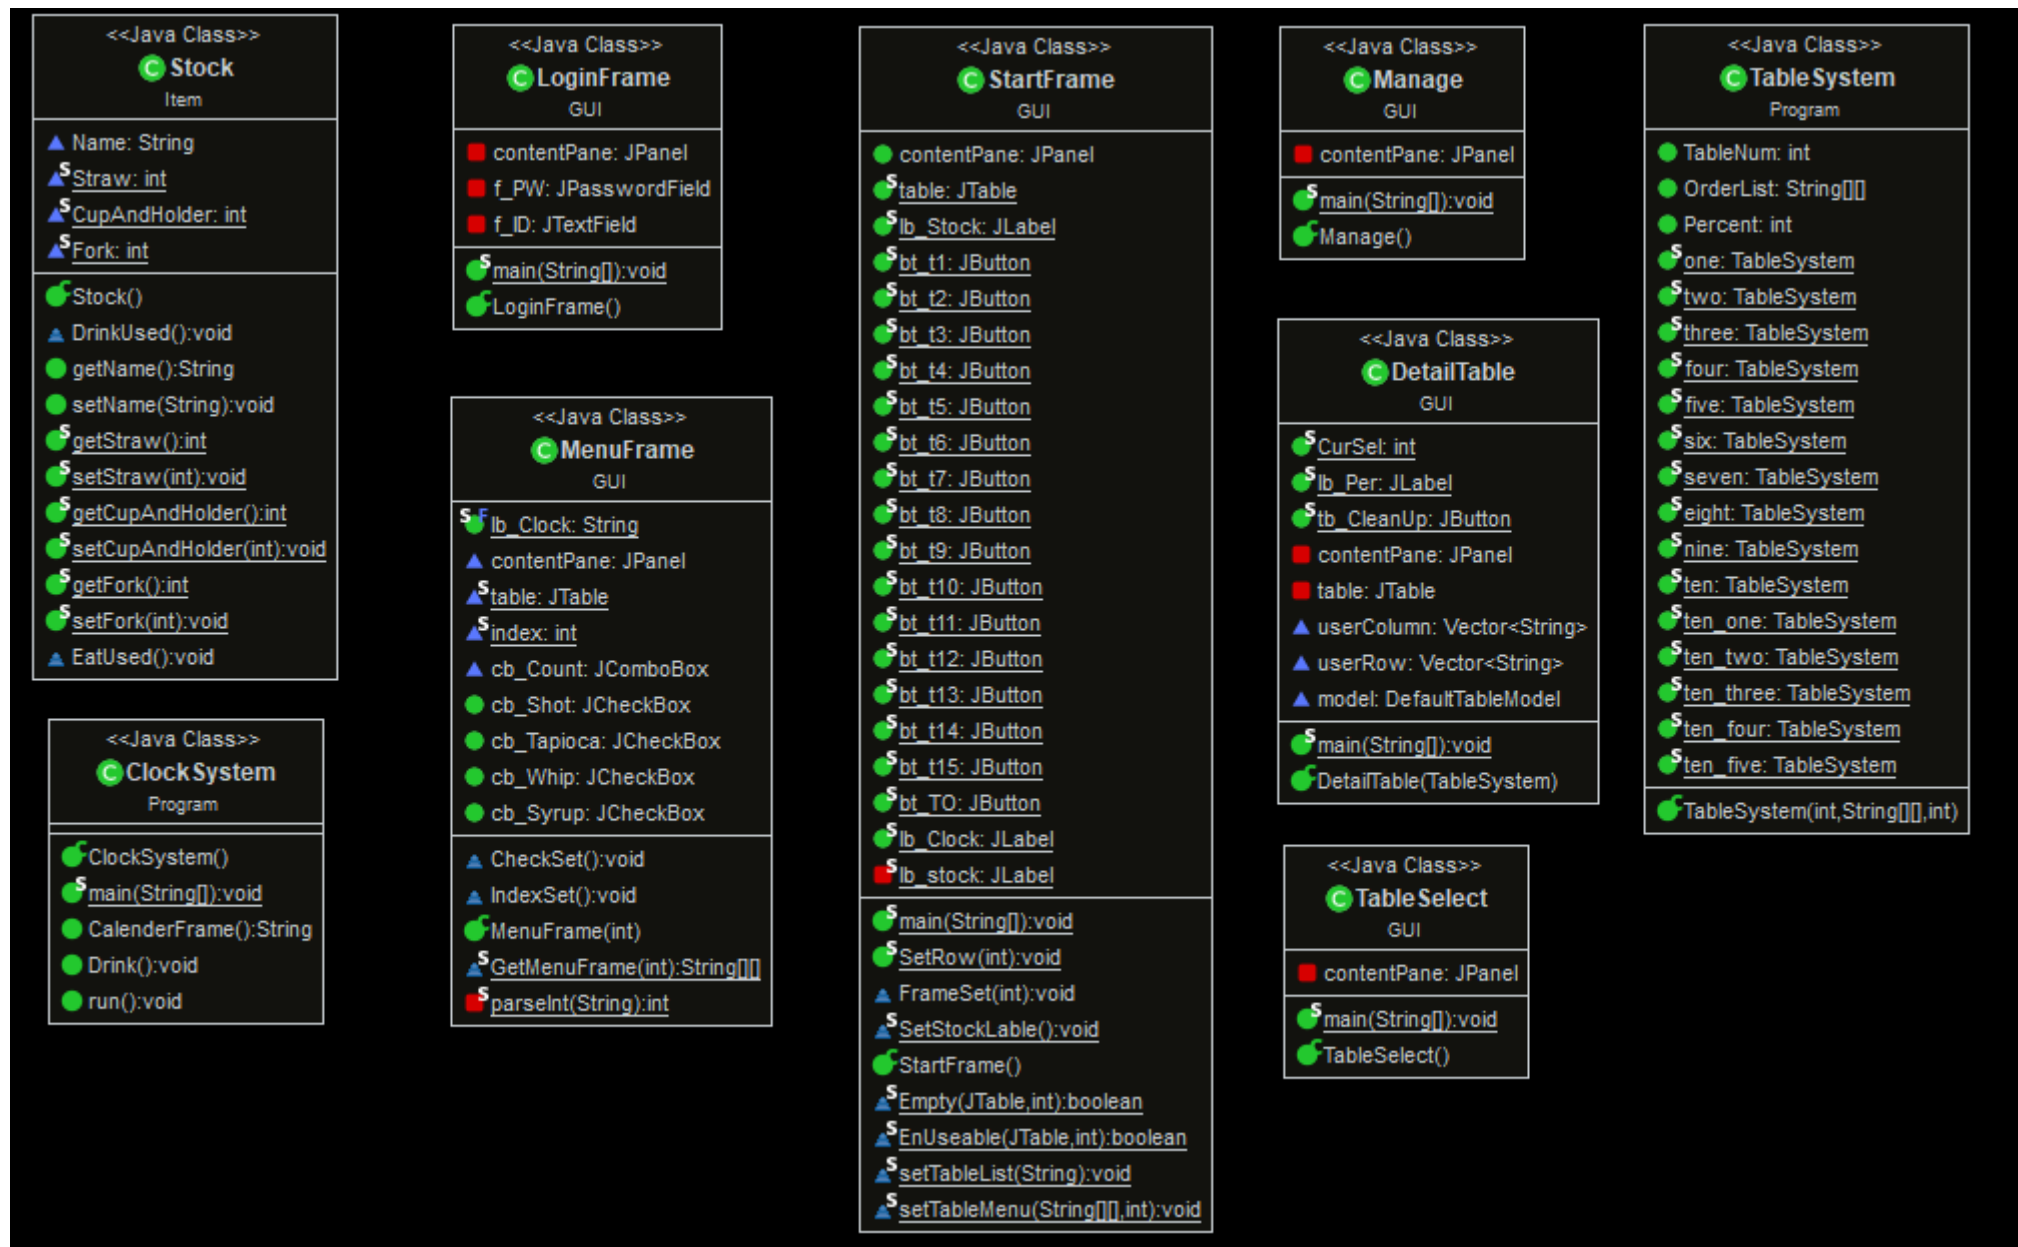 <<Java Class>>
Stock
Item
Name: String
Straw: int
CupAndHolder: int
Fork: int
Stock()
DrinkUsed():void
getName():String
setName(String):void
getStraw():int
setStraw(int):void
getCupAndHolder():int
setCupAndHolder(int):void
getFork():int
setFork(int):void
EatUsed():void
<<Java Class>>
ClockSystem
Program
ClockSystem()
main(String[]):void
CalenderFrame():String
Drink():void
run():void
<<Java Class>>
LoginFrame
GUI
contentPane: JPanel
f_PW: JPasswordField
f_ID: JTextField
main(String[]):void
LoginFrame()
<<Java Class>>
MenuFrame
GUI
lb_Clock: String
contentPane: JPanel
table: JTable
index: int
cb_Count: JComboBox
cb_Shot: JCheckBox
cb_Tapioca: JCheckBox
cb_Whip: JCheckBox
cb_Syrup: JCheckBox
CheckSet():void
IndexSet():void
MenuFrame(int)
GetMenuFrame(int):String[][]
parseInt(String):int
<<Java Class>>
StartFrame
GUI
contentPane: JPanel
table: JTable
lb_Stock: JLabel
bt_t1: JButton
bt_t2: JButton
bt_t3: JButton
bt_t4: JButton
bt_t5: JButton
bt_t6: JButton
bt_t7: JButton
bt_t8: JButton
bt_t9: JButton
bt_t10: JButton
bt_t11: JButton
bt_t12: JButton
bt_t13: JButton
bt_t14: JButton
bt_t15: JButton
bt_TO: JButton
lb_Clock: JLabel
lb_stock: JLabel
main(String[]):void
SetRow(int):void
FrameSet(int):void
SetStockLable():void
StartFrame()
Empty(JTable,int):boolean
EnUseable(JTable,int):boolean
setTableList(String):void
setTableMenu(String[][],int):void
<<Java Class>>
Manage
GUI
contentPane: JPanel
main(String[]):void
Manage()
<<Java Class>>
DetailTable
GUI
CurSel: int
lb_Per: JLabel
tb_CleanUp: JButton
contentPane: JPanel
table: JTable
userColumn: Vector<String>
userRow: Vector<String>
model: DefaultTableModel
main(String[]):void
DetailTable(TableSystem)
<<Java Class>>
TableSelect
GUI
contentPane: JPanel
main(String[]):void
TableSelect()
<<Java Class>>
TableSystem
Program
TableNum: int
OrderList: String[][]
Percent: int
one: TableSystem
two: TableSystem
three: TableSystem
four: TableSystem
five: TableSystem
six: TableSystem
seven: TableSystem
eight: TableSystem
nine: TableSystem
ten: TableSystem
ten_one: TableSystem
ten_two: TableSystem
ten_three: TableSystem
ten_four: TableSystem
ten_five: TableSystem
TableSystem(int,String[][],int)